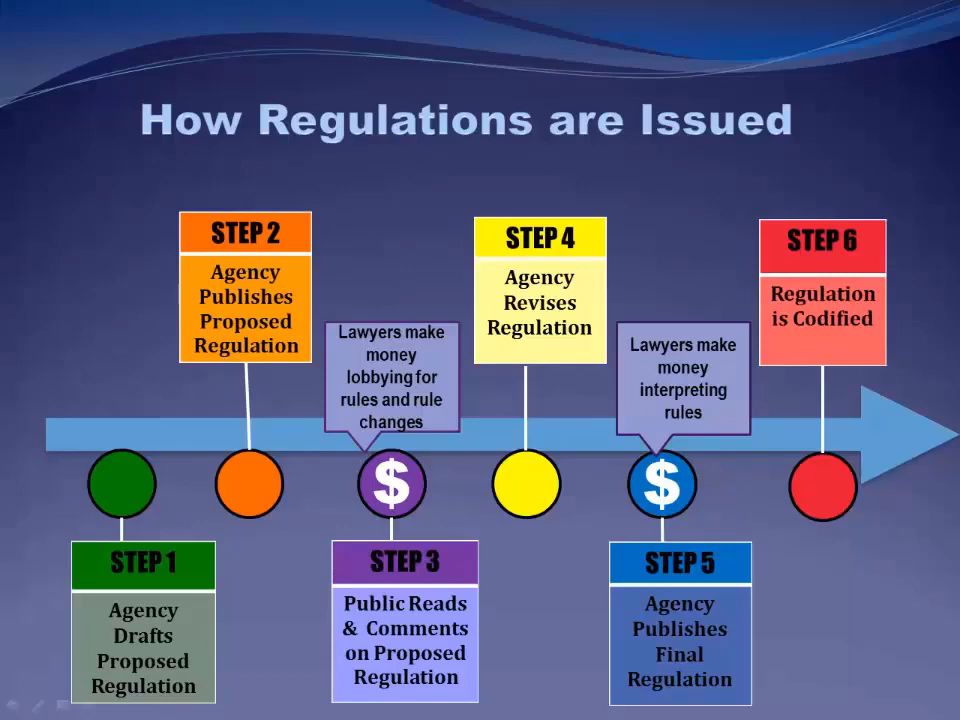 How Regulations are Issued
STEP 1
Agency
Drafts
Proposed
Regulation
STEP 2
Agency
Publishes
Proposed
Regulation
Lawyers make
money
lobbying for
rules and rule
changes
$
STEP 3
Public Reads
& Comments
on Proposed
Regulation
STEP 4
Agency
Revises
Regulation
Lawyers make
money
interpreting
rules
$
STEP 5
Agency
Publishes
Final
Regulation
STEP 6
Regulation
is Codified